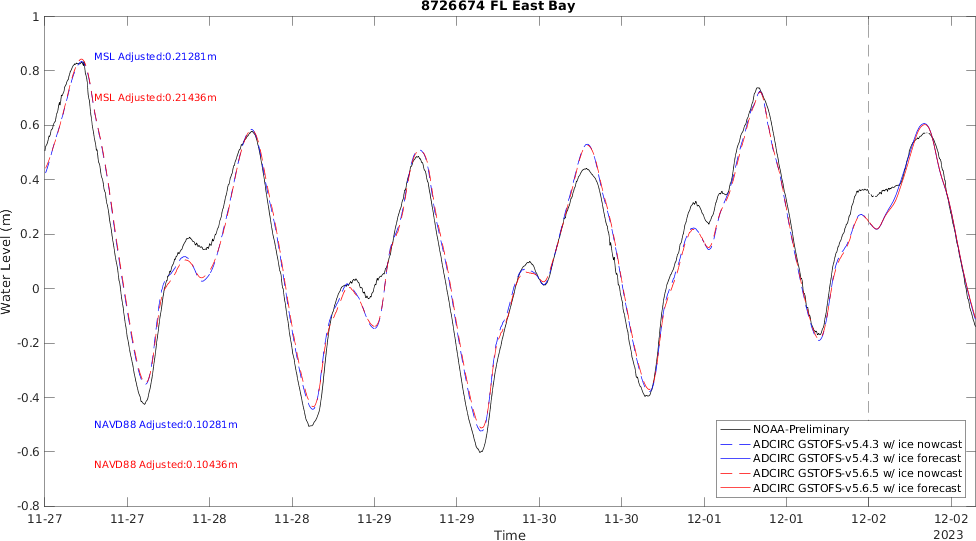 8726674 FL East Bay
1
0.8
0.6
0.4
0.2
0
-0.2
-0.4
-0.6
-0.8
Water Level (m)
MSL Adjusted:0.21281m
MSL Adjusted:0.21436m
NAVD88 Adjusted:0.10281m
NAVD88 Adjusted:0.10436m
NOAA-Preliminary
ADCIRC GSTOFS-v5.4.3 w/ ice nowcast
ADCIRC GSTOFS-v5.4.3 w/ ice forecast
ADCIRC GSTOFS-v5.6.5 w/ ice nowcast
ADCIRC GSTOFS-v5.6.5 w/ ice forecast
11-27 11-27 11-28 11-28 11-29 11-29 11-30 11-30 12-01 12-01 12-02 12-02
Time 2023